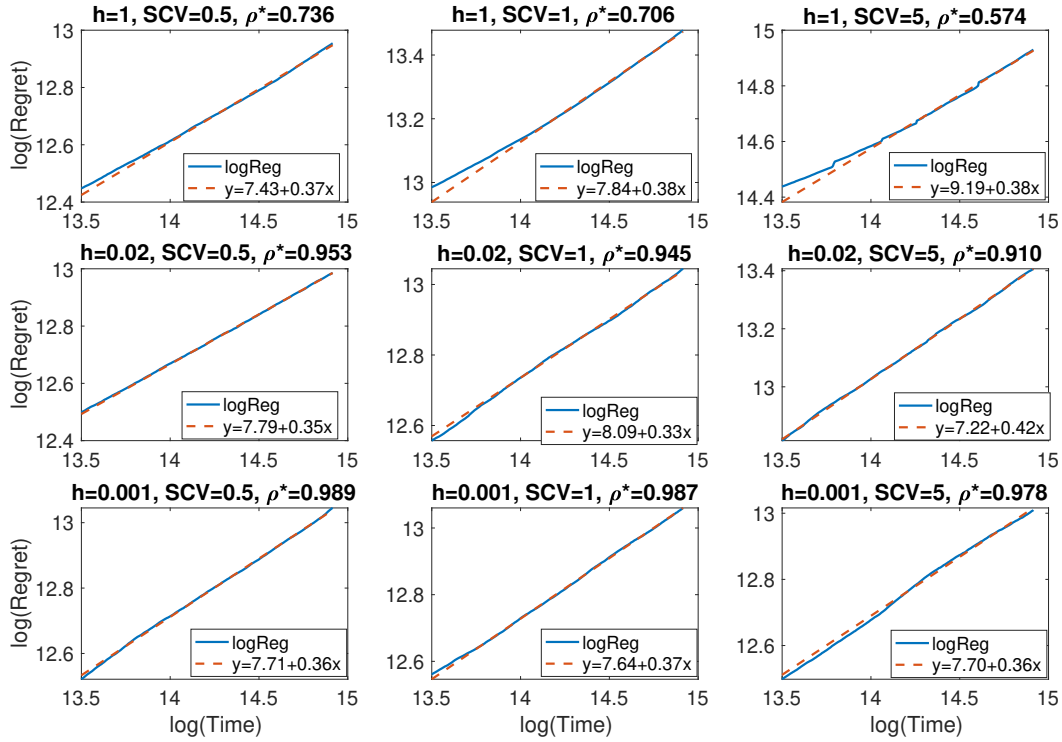 h=1, SCV=0.5, ρ*=0.736
h=1, SCV=1, ρ*=0.706
h=1, SCV=5, ρ*=0.574
log(Regret)
13
12.8
12.6
12.4
13.5
14
14.5
15
logReg
y=7.43+0.37x
13.4
13.2
13
13.5
14
14.5
15
logReg
y=7.84+0.38x
15
14.8
14.6
14.4
13.5
14
14.5
15
logReg
y=9.19+0.38x
h=0.02, SCV=0.5, ρ*=0.953
h=0.02, SCV=1, ρ*=0.945
h=0.02, SCV=5, ρ*=0.910
log(Regret)
13
12.8
12.6
12.4
13.5
14
14.5
15
logReg
y=7.79+0.35x
13
12.8
12.6
13.5
14
14.5
15
logReg
y=8.09+0.33x
13.4
13.2
13
13.5
14
14.5
15
logReg
y=7.22+0.42x
h=0.001, SCV=0.5, ρ*=0.989
h=0.001, SCV=1, ρ*=0.987
h=0.001, SCV=5, ρ*=0.978
log(Regret)
13
12.8
12.6
13.5
14
14.5
15
logReg
y=7.71+0.36x
log(Time)
13
12.8
12.6
13.5
14
14.5
15
logReg
y=7.64+0.37x
log(Time)
13
12.8
12.6
13.5
14
14.5
15
logReg
y=7.70+0.36x
log(Time)